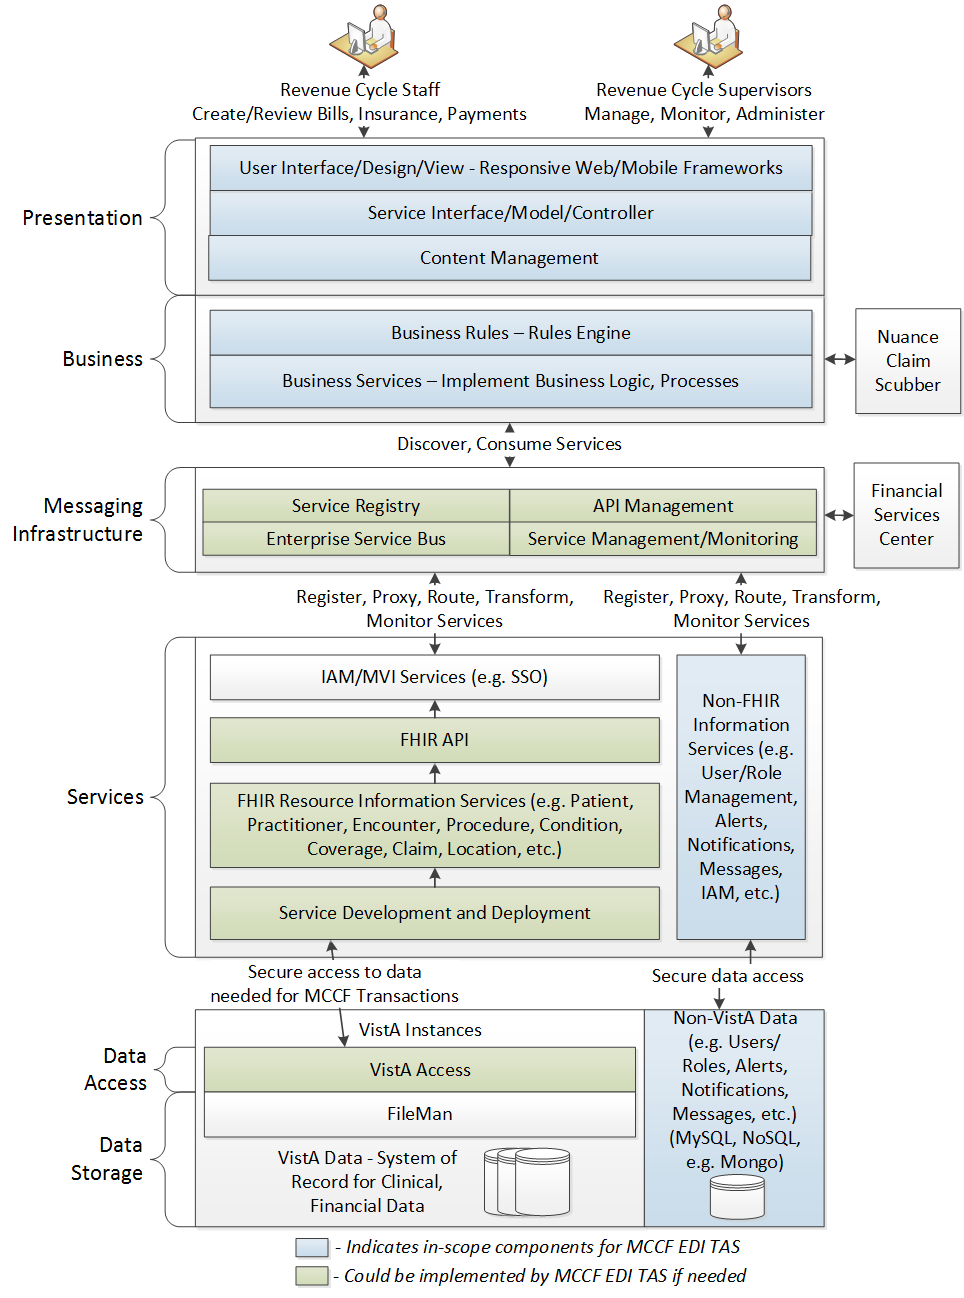 Revenue Cycle Staff
Create/Review Bills, Insurance, Payments
Revenue Cycle Supervisors
Manage, Monitor, Administer
Presentation
User Interface/Design/View - Responsive Web/Mobile Frameworks
Service Interface/Model/Controller
Content Management
Business
Business Rules – Rules Engine
Business Services – Implement Business Logic, Processes
Nuance
Claim
Scubber
Discover, Consume Services
Messaging
Infrastructure
Service Registry
API Management
Enterprise Service Bus
Service Management/Monitoring
Financial
Services
Center
Register, Proxy, Route, Transform,
Monitor Services
Register, Proxy, Route, Transform,
Monitor Services
Services
IAM/MVI Services (e.g. SSO)
FHIR API
FHIR Resource Information Services (e.g. Patient,
Practitioner, Encounter, Procedure, Condition,
Coverage, Claim, Location, etc.)
Service Development and Deployment
Non-FHIR
Information
Services (e.g.
User/Role
Management,
Alerts,
Notifications,
Messages,
IAM, etc.)
Secure access to data
needed for MCCF Transactions
Secure data access
Data
Access
VistA Instances
VistA Access
Data
Storage
FileMan
VistA Data - System of
Record for Clinical,
Financial Data
Non-VistA Data
(e.g. Users/
Roles, Alerts,
Notifications,
Messages, etc.)
(MySQL, NoSQL,
e.g. Mongo)
- Indicates in-scope components for MCCF EDI TAS
- Could be implemented by MCCF EDI TAS if needed